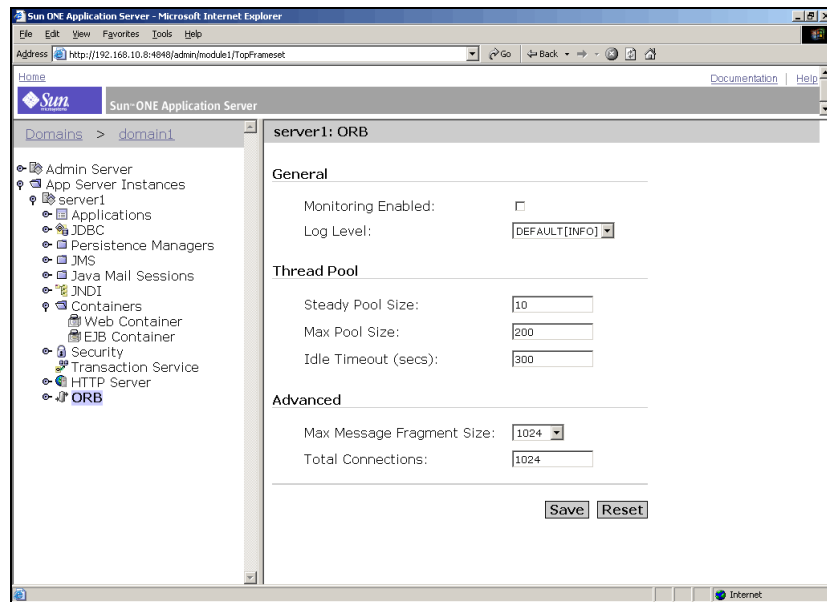 Sun ONE Application Server - Microsoft Internet Explorer
File Edit View Favorites Tools Help
Address http://192.168.10.8:4848/admin/module1/TopFrameset Go Back
Home
Documentation | Help
Sun microsystems Sun-ONE Application Server
Domains > domain1
Admin Server
App Server Instances
server1
Applications
JDBC
Persistence Managers
JMS
Java Mail Sessions
JNDI
Containers
Web Container
EJB Container
Security
Transaction Service
HTTP Server
ORB
server1: ORB
General
Monitoring Enabled:
Log Level: DEFAULT[INFO]
Thread Pool
Steady Pool Size: 10
Max Pool Size: 200
Idle Timeout (secs): 300
Advanced
Max Message Fragment Size: 1024
Total Connections: 1024
Save Reset
Internet